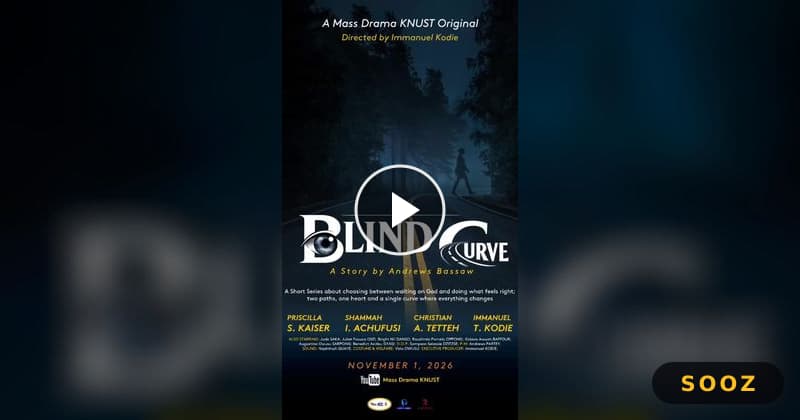 A Mass Drama KNUST Original
Directed by Immanuel Kodie
BLIND CURVE
A Story by Andrews Bassaw
A Short Series about choosing between waiting on God and doing what feels right;
two paths, one heart and a single curve where everything changes
PRISCILLA SHAMMAH CHRISTIAN IMMANUEL
S. KAISER I. ACHUFUSI A. TETTEH T. KODIE
ALSO STARRING:
NOVEMBER 1, 2026
YouTube Mass Drama KNUST
SOOZ